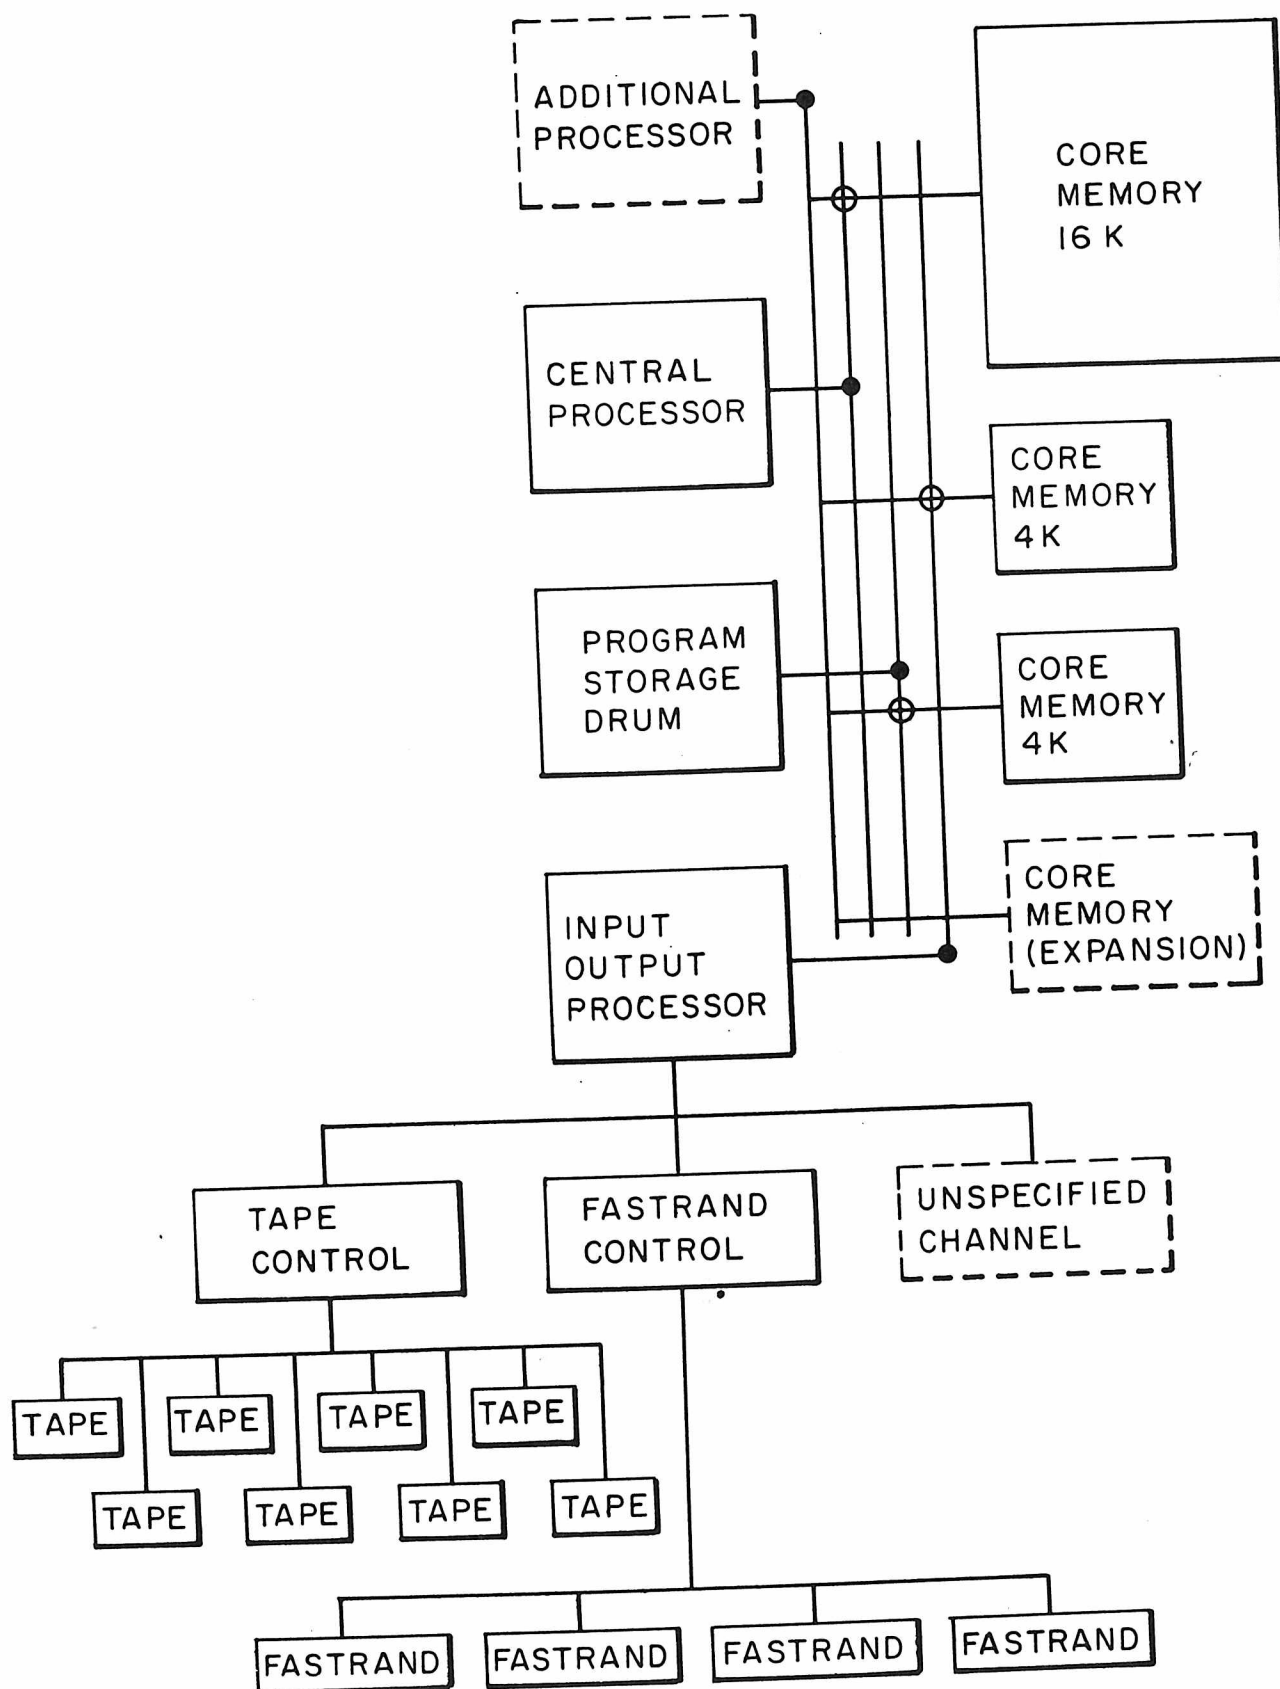 ADDITIONAL
PROCESSOR
CORE
MEMORY
16 K
CENTRAL
PROCESSOR
CORE
MEMORY
4K
PROGRAM
STORAGE
DRUM
CORE
MEMORY
4K
INPUT
OUTPUT
PROCESSOR
CORE
MEMORY
(EXPANSION)
TAPE
CONTROL
FASTRAND
CONTROL
UNSPECIFIED
CHANNEL
TAPE
TAPE
TAPE
TAPE
TAPE
TAPE
TAPE
TAPE
FASTRAND
FASTRAND
FASTRAND
FASTRAND